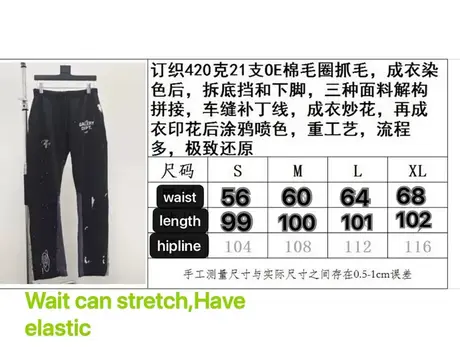 订织420克21支OE棉毛圈抓毛，成衣染
色后，拆底挡和下脚，三种面料解构
拼接，车缝补丁线，成衣炒花，再成
衣印花后涂鸦喷色，重工艺，流程
多，极致还原
尺码 S M L XL
waist 56 60 64 68
length 99 100 101 102
hipline 104 108 112 116
手工测量尺寸与实际尺寸之间存在0.5-1cm误差
GALLERY
DEPT.
Wait can stretch,Have
elastic